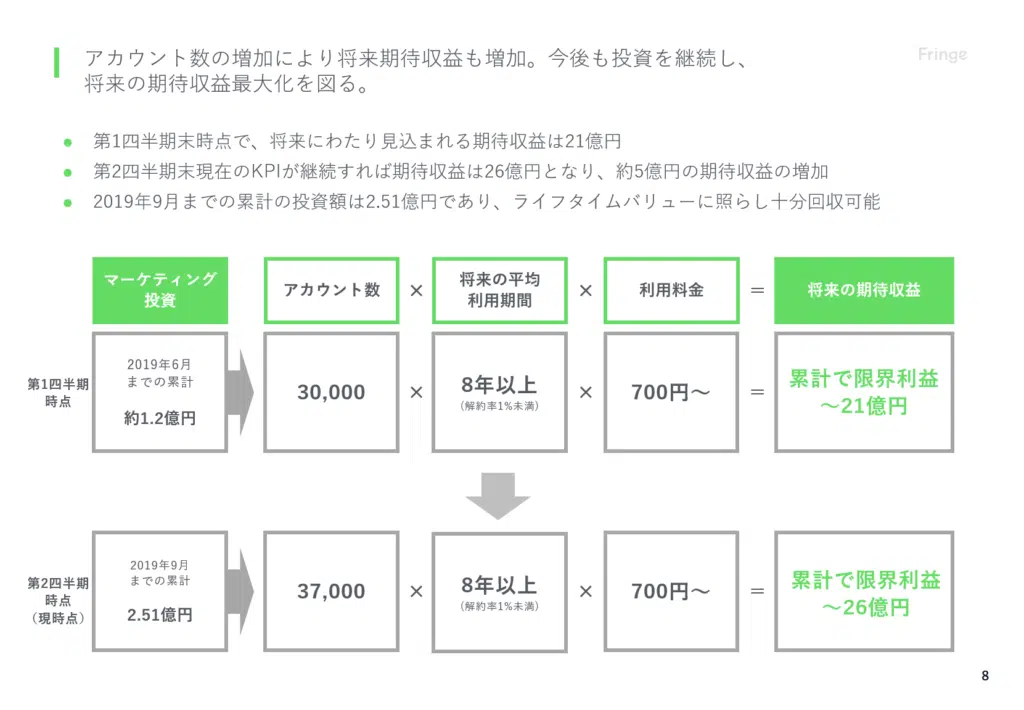 アカウント数の増加により将来期待収益も増加。今後も投資を継続し、
将来の期待収益最大化を図る。
Fringe
第1四半期末時点で、将来にわたり見込まれる期待収益は21億円
第2四半期末現在のKPIが継続すれば期待収益は26億円となり、約5億円の期待収益の増加
2019年9月までの累計の投資額は2.51億円であり、ライフタイムバリューに照らし十分回収可能
マーケティング
投資
アカウント数
×
将来の平均
利用期間
×
利用料金
=
将来の期待収益
第1四半期
時点
2019年6月
までの累計
約1.2億円
30,000
×
8年以上
(解約率1%未満)
×
700円〜
=
累計で限界利益
〜21億円
第2四半期
時点
(現時点)
2019年9月
までの累計
2.51億円
37,000
×
8年以上
(解約率1%未満)
×
700円〜
=
累計で限界利益
〜26億円
8